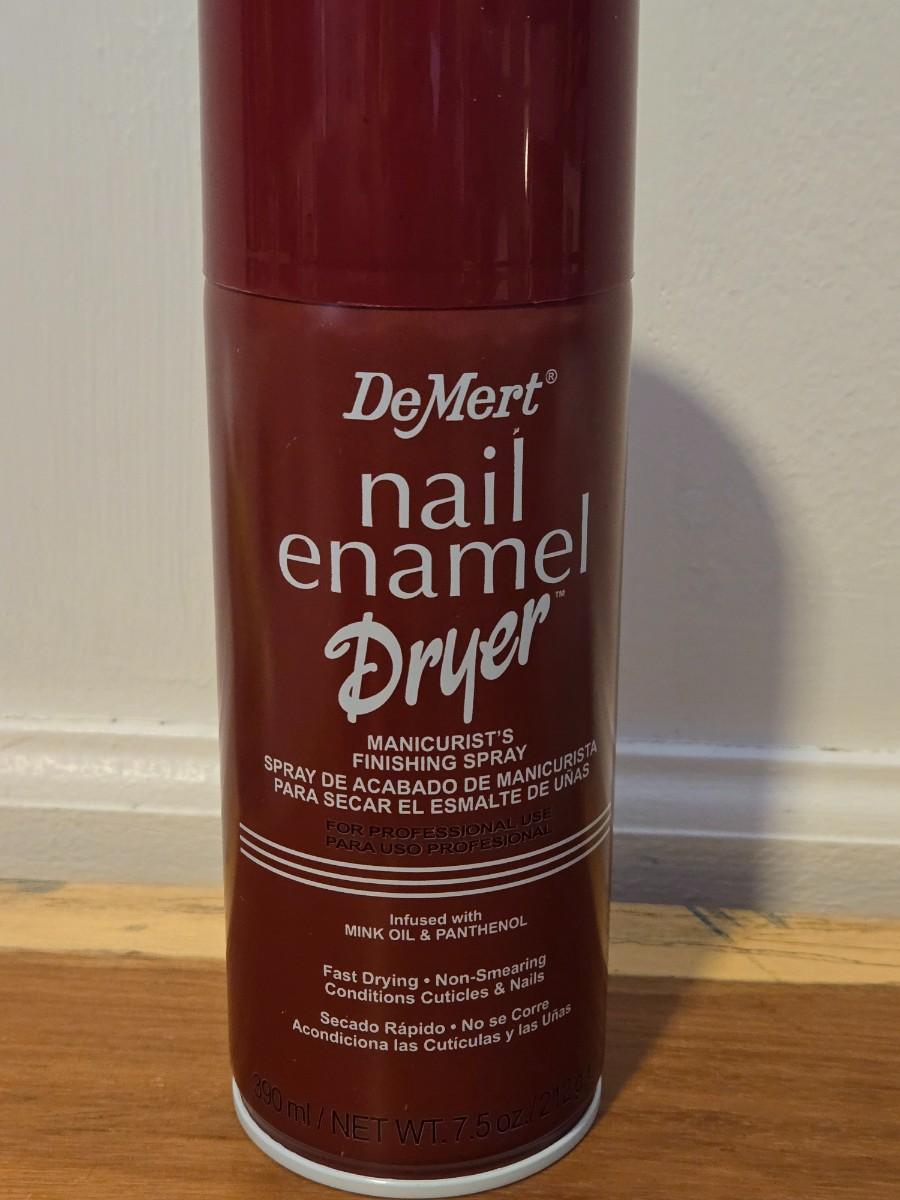 DeMert®
nail
enamel
Dryer™
MANICURIST'S
FINISHING SPRAY
SPRAY DE ACABADO DE MANICURISTA
PARA SECAR EL ESMALTE DE UÑAS
FOR PROFESSIONAL USE
PARA USO PROFESIONAL
Infused with
MINK OIL & PANTHENOL
Fast Drying • Non-Smearing
Conditions Cuticles & Nails
Secado Rápido • No se Corre
Acondiciona las Cutículas y las Uñas
390 ml / NET WT. 7.5 oz. / 212 g